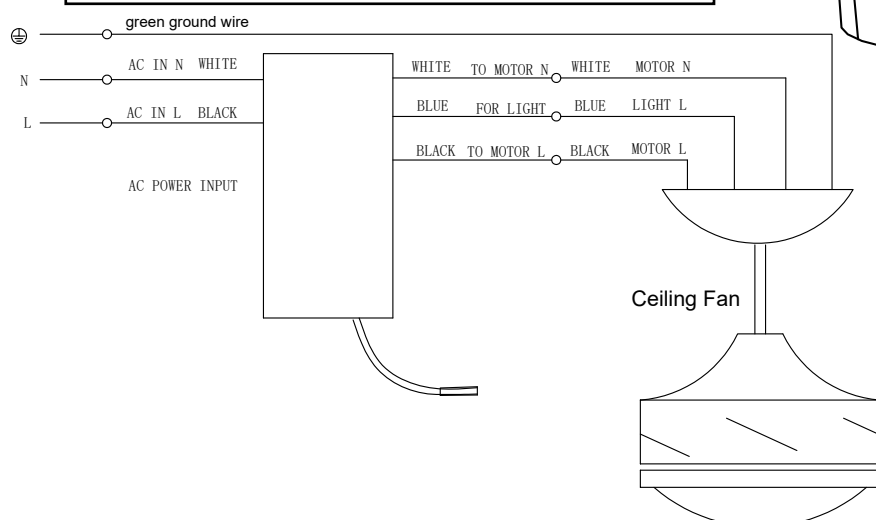 green ground wire
N AC IN N WHITE WHITE TO MOTOR N WHITE MOTOR N
L AC IN L BLACK BLUE FOR LIGHT BLUE LIGHT L
BLACK TO MOTOR L BLACK MOTOR L
AC POWER INPUT
Ceiling Fan